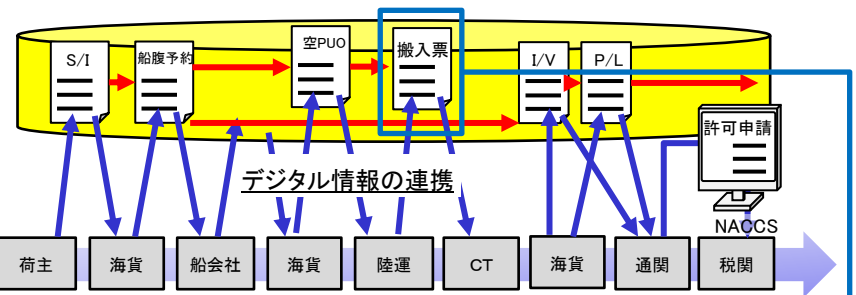 S/I
船腹予約
空PUO
搬入票
I/V
P/L
許可申請
デジタル情報の連携
NACCS
荷主
海貨
船会社
海貨
陸運
CT
海貨
通関
税関